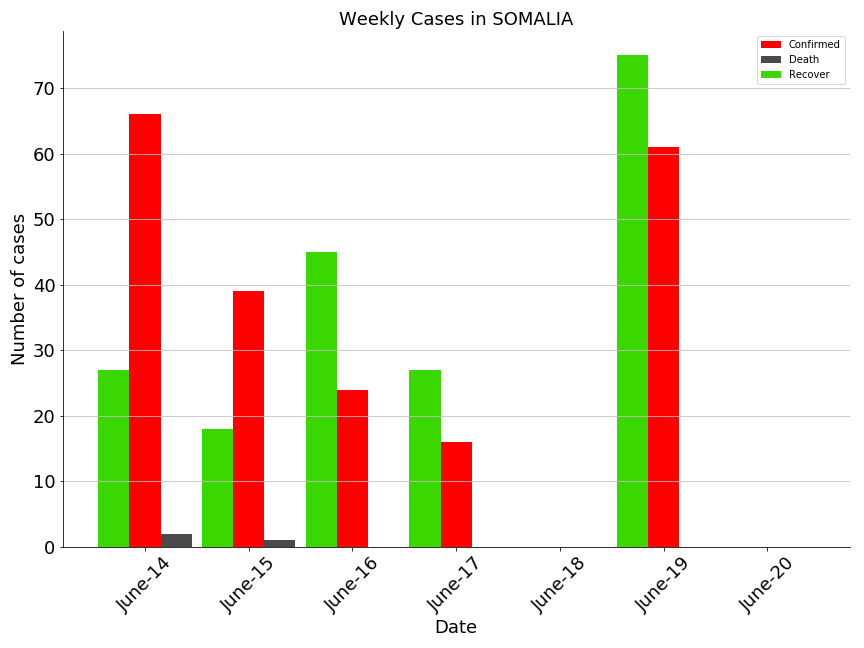 Weekly Cases in SOMALIA
Confirmed
Death
Recover
Number of cases
70
60
50
40
30
20
10
0
June-14
June-15
June-16
June-17
June-18
June-19
June-20
Date